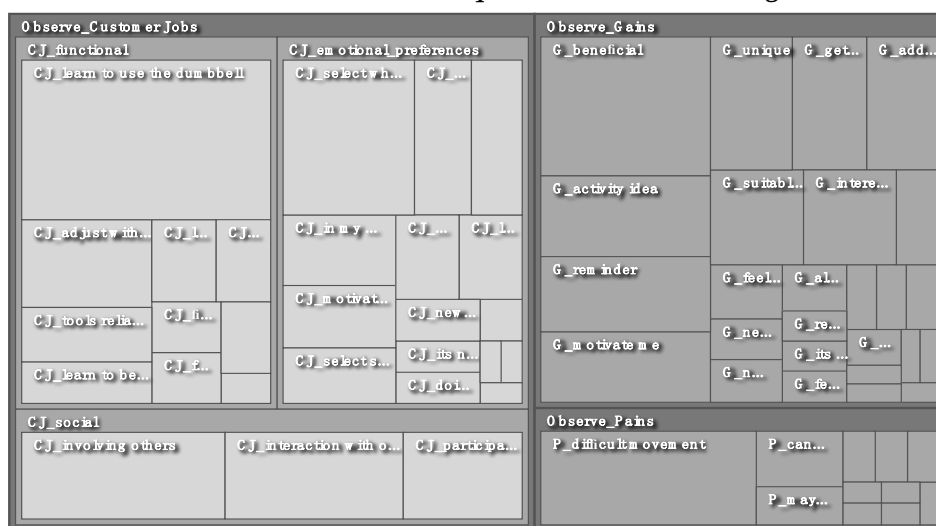 Observe_CustomerJobs
CJ_functional
CJ_learn to use the dumbbell
CJ_adjust with...
CJ_l...
CJ...
CJ_tools relia...
CJ_fi...
CJ_learn to be...
CJ_f...
CJ_emotional_preferences
CJ_select wh...
CJ_...
CJ_in my ...
CJ_...
CJ_l...
CJ_motivat...
CJ_new ...
CJ_selects...
CJ_its n...
CJ_doi...
CJ_social
CJ_involving others
CJ_interaction with o...
CJ_participa...
Observe_Gains
G_beneficial
G_unique
G_get...
G_add...
G_activity idea
G_suitabl...
G_intere...
G_reminder
G_feel...
G_al...
G_motivate me
G_ne...
G_re...
G_...
G_its ...
G_n...
G_fe...
Observe_Pains
P_difficult movement
P_can...
P_may...